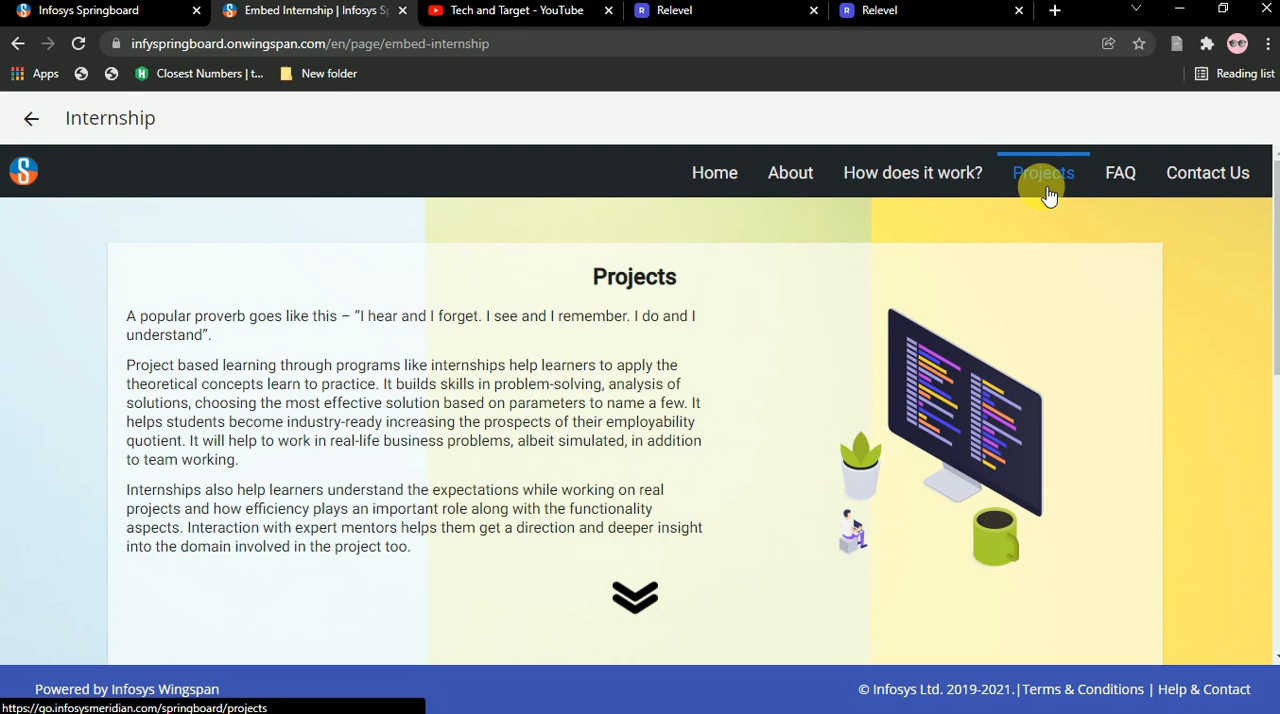 Infosys Springboard
Embed Internship | Infosys S
Tech and Target - YouTube
Relevel
Relevel
infyspringboard.onwingspan.com/en/page/embed-internship
Apps
Closest Numbers | t...
New folder
Reading list
Internship
Home About How does it work? Projects FAQ Contact Us
Projects
A popular proverb goes like this – “I hear and I forget. I see and I remember. I do and I
understand”.
Project based learning through programs like internships help learners to apply the
theoretical concepts learn to practice. It builds skills in problem-solving, analysis of
solutions, choosing the most effective solution based on parameters to name a few. It
helps students become industry-ready increasing the prospects of their employability
quotient. It will help to work in real-life business problems, albeit simulated, in addition
to team working.
Internships also help learners understand the expectations while working on real
projects and how efficiency plays an important role along with the functionality
aspects. Interaction with expert mentors helps them get a direction and deeper insight
into the domain involved in the project too.
Powered by Infosys Wingspan
© Infosys Ltd. 2019-2021.|Terms & Conditions | Help & Contact
https://go.infosysmeridian.com/springboard/projects